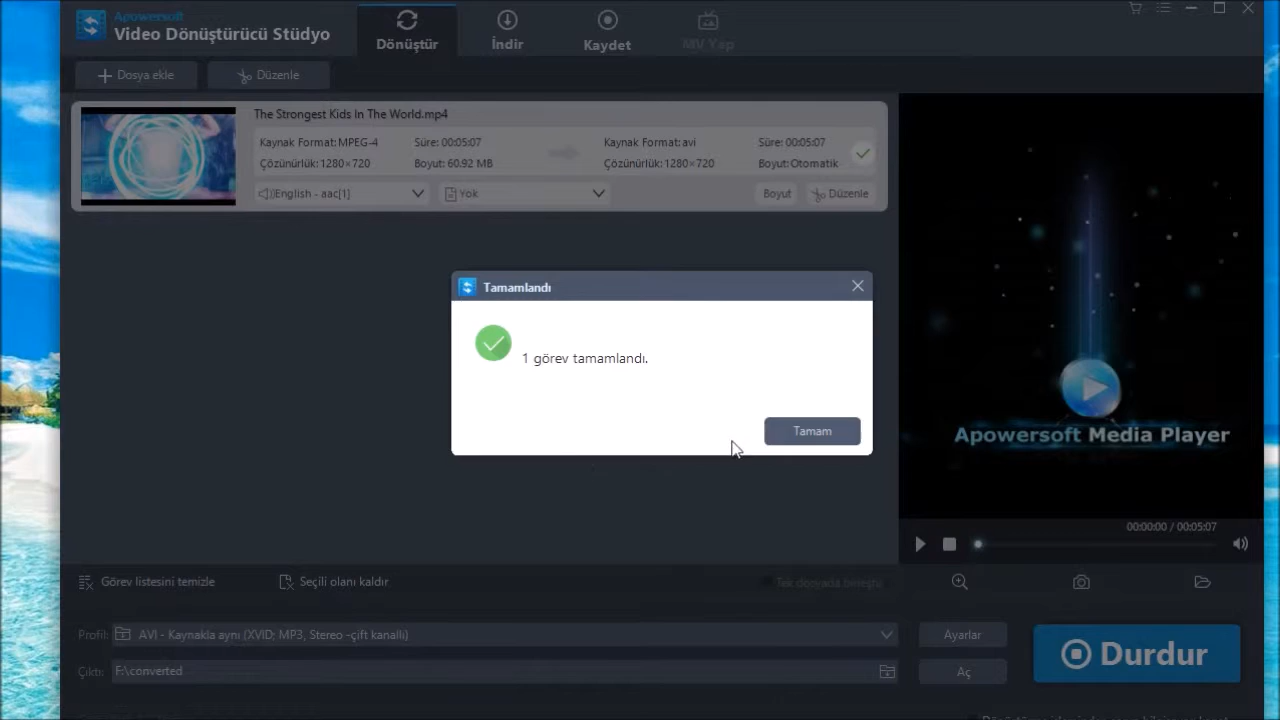 Apowersoft
Video Dönüştürücü Stüdyo
Dönüştür
İndir
Kaydet
MV Yap
Dosya ekle
Düzenle
The Strongest Kids In The World.mp4
Kaynak Format: MPEG-4
Süre: 00:05:07
Kaynak Format: avi
Süre: 00:05:07
Çözünürlük: 1280×720
Boyut: 60.92 MB
Çözünürlük: 1280×720
Boyut: Otomatik
English - aac[1]
Yok
Boyut
Düzenle
Tamamlandı
1 görev tamamlandı.
Tamam
Apowersoft Media Player
00:00:00 / 00:05:07
Görev listesini temizle
Seçili olanı kaldır
Tek dosyada birleştir
Profil:
AVI - Kaynakla aynı (XVID; MP3, Stereo -çift kanallı)
Ayarlar
Çıktı:
F:\converted
Aç
Durdur